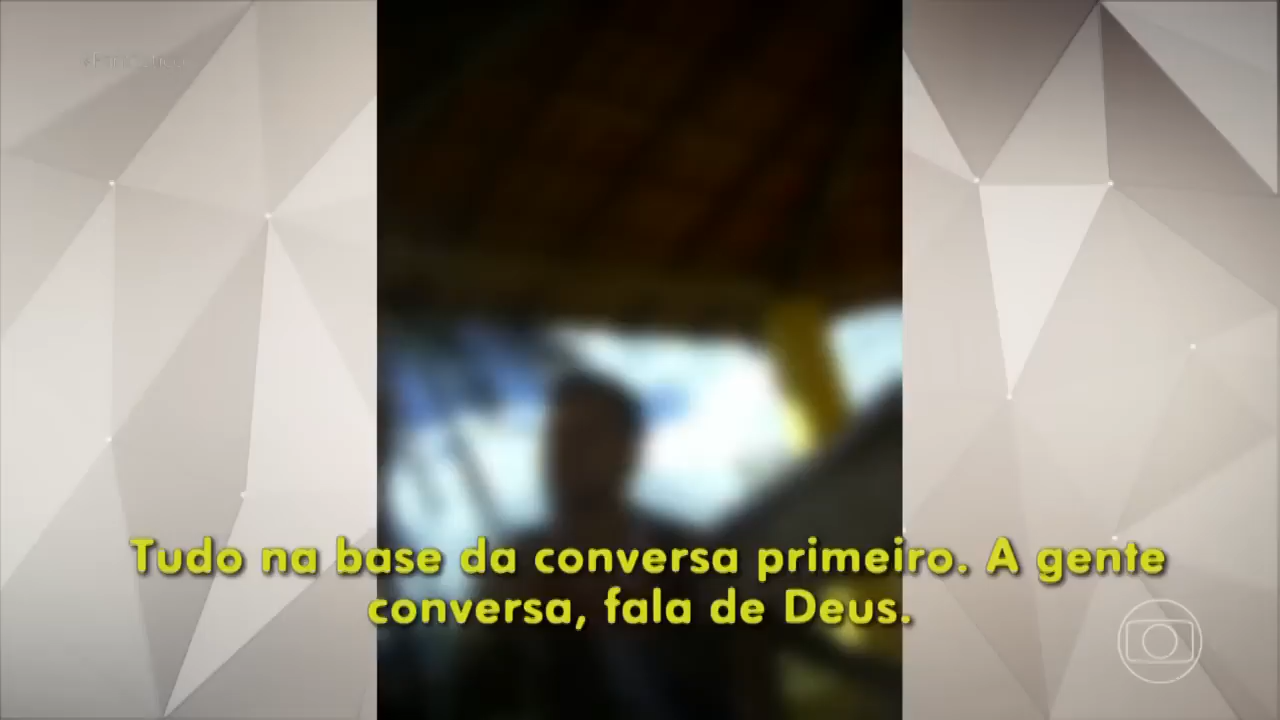 Tudo na base da conversa primeiro. A gente
conversa, fala de Deus.